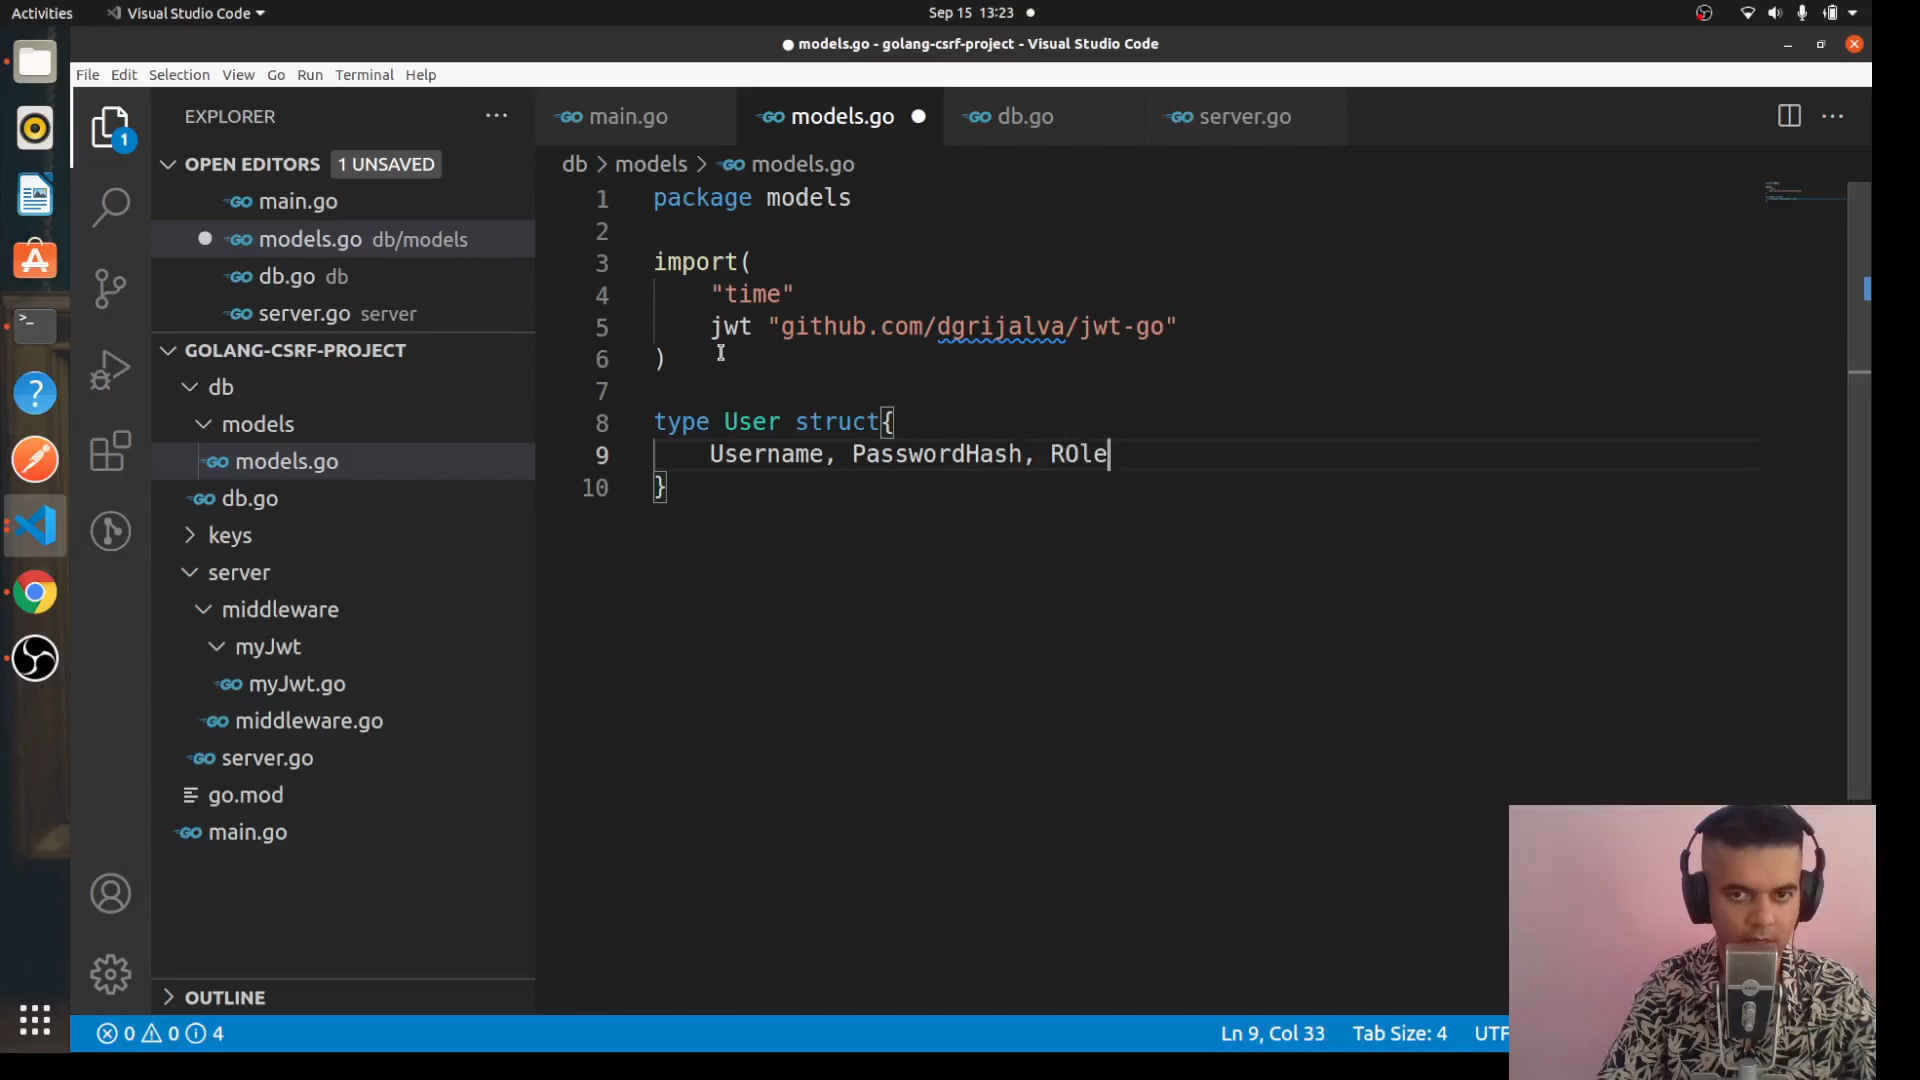 Activities
Visual Studio Code
Sep 15 13:23
models.go - golang-csrf-project - Visual Studio Code
File Edit Selection View Go Run Terminal Help
EXPLORER
main.go
models.go
db.go
server.go
OPEN EDITORS
1 UNSAVED
main.go
models.go db/models
db.go db
server.go server
GOLANG-CSRF-PROJECT
db
models
models.go
db.go
keys
server
middleware
myJwt
myJwt.go
middleware.go
server.go
go.mod
main.go
OUTLINE
db > models > models.go
1 package models
2
3 import(
4 "time"
5 jwt "github.com/dgrijalva/jwt-go"
6 )
7
8 type User struct{
9 Username, PasswordHash, ROle
10 }
1
0 0 4
Ln 9, Col 33
Tab Size: 4
UTF